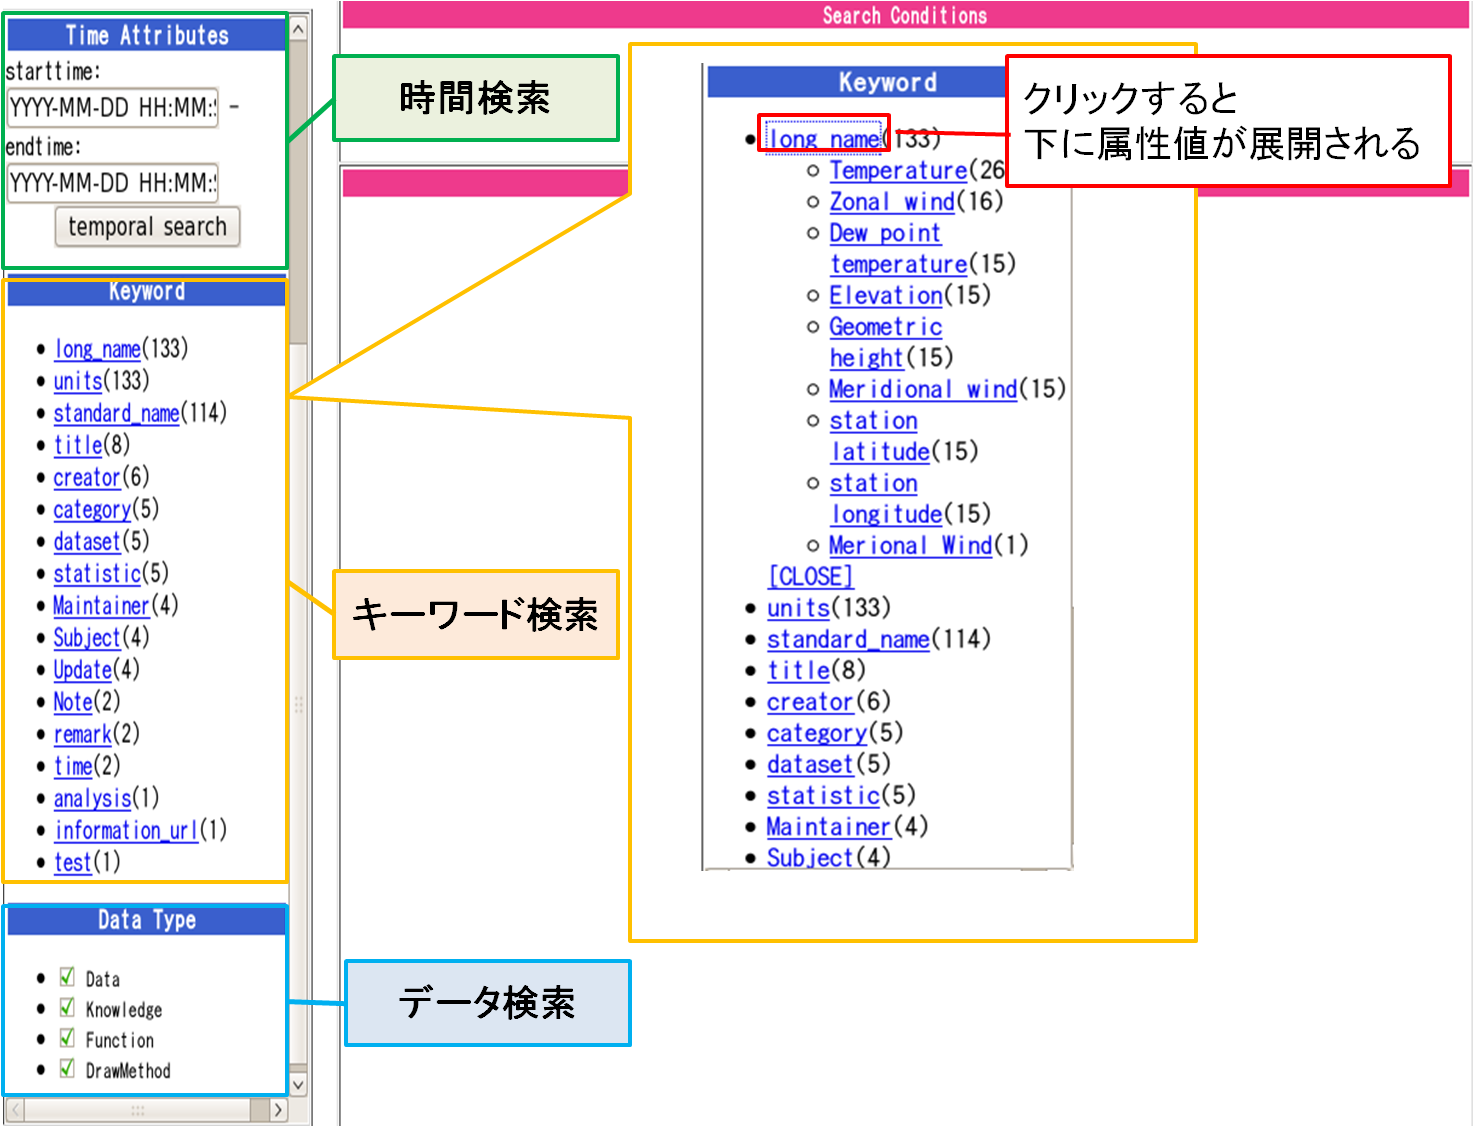 Time Attributes
starttime:
YYYY-MM-DD HH:MM:S -
endtime:
YYYY-MM-DD HH:MM:S
temporal search
Keyword
long_name(133)
units(133)
standard_name(114)
title(8)
creator(6)
category(5)
dataset(5)
statistic(5)
Maintainer(4)
Subject(4)
Update(4)
Note(2)
remark(2)
time(2)
analysis(1)
information_url(1)
test(1)
Data Type
Data
Knowledge
Function
DrawMethod
時間検索
キーワード検索
データ検索
Search Conditions
Keyword
long_name(133)
Temperature(26
Zonal wind(16)
Dew point
temperature(15)
Elevation(15)
Geometric
height(15)
Meridional wind(15)
station
latitude(15)
station
longitude(15)
Merional Wind(1)
[CLOSE]
units(133)
standard_name(114)
title(8)
creator(6)
category(5)
dataset(5)
statistic(5)
Maintainer(4)
Subject(4)
クリックすると
下に属性値が展開される